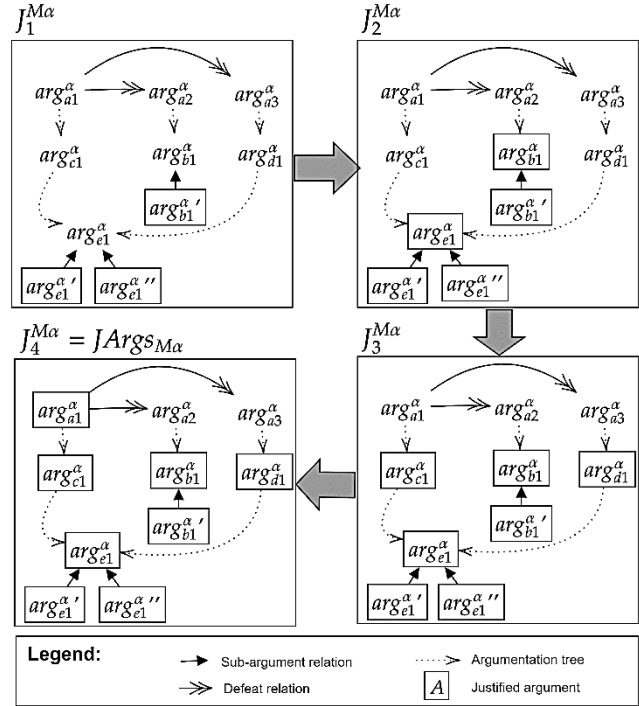 J₁^{Mα} J₂^{Mα}
arg_{a1}^α arg_{a2}^α arg_{a3}^α arg_{a1}^α arg_{a2}^α arg_{a3}^α
arg_{c1}^α arg_{b1}^α arg_{d1}^α arg_{c1}^α arg_{b1}^α arg_{d1}^α
arg_{b1}^α′ arg_{b1}^α′
arg_{e1}^α arg_{e1}^α
arg_{e1}^α′ arg_{e1}^α″ arg_{e1}^α′ arg_{e1}^α″
J₄^{Mα} = JArgs_{Mα} J₃^{Mα}
arg_{a1}^α arg_{a2}^α arg_{a3}^α arg_{a1}^α arg_{a2}^α arg_{a3}^α
arg_{c1}^α arg_{b1}^α arg_{d1}^α arg_{c1}^α arg_{b1}^α arg_{d1}^α
arg_{b1}^α′ arg_{b1}^α′
arg_{e1}^α arg_{e1}^α
arg_{e1}^α′ arg_{e1}^α″ arg_{e1}^α′ arg_{e1}^α″
Legend:
Sub-argument relation Argumentation tree
Defeat relation A Justified argument